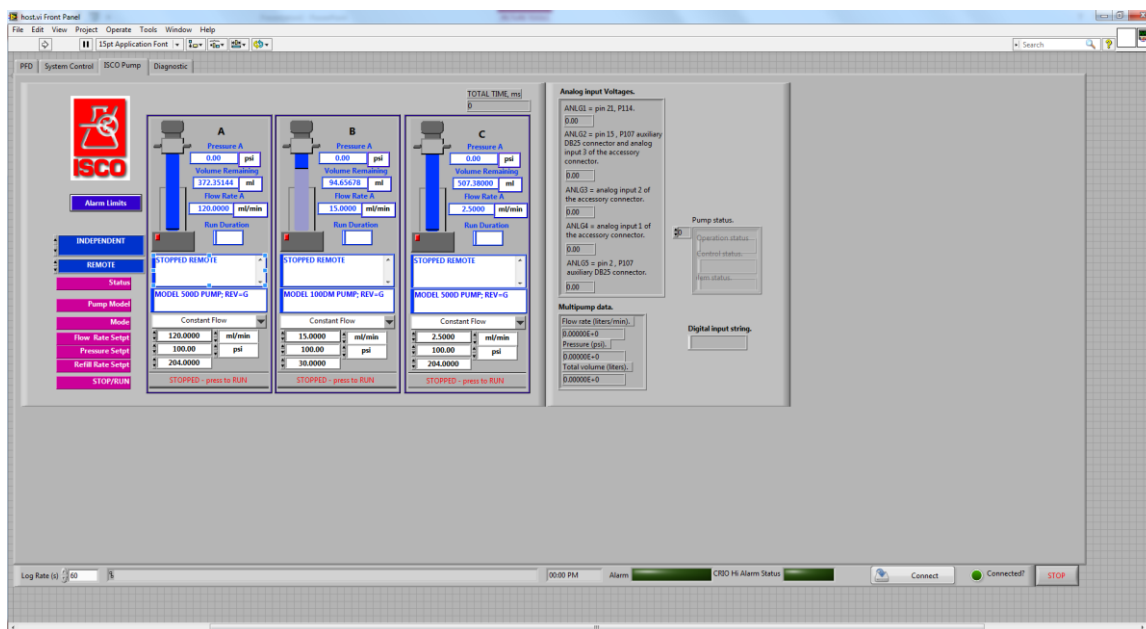 host.vi Front Panel
File Edit View Project Operate Tools Window Help
15pt Application Font
Search
PFD System Control ISCO Pump Diagnostic
TOTAL TIME, ms
0
ISCO
Alarm Limits
INDEPENDENT
REMOTE
Status
Pump Model
Mode
Flow Rate Setpt
Pressure Setpt
Refill Rate Setpt
STOP/RUN
A
Pressure A
0.00 psi
Volume Remaining
372.35144 ml
Flow Rate A
120.0000 ml/min
Run Duration
STOPPED REMOTE
MODEL 500D PUMP; REV=G
Constant Flow
120.0000 ml/min
100.00 psi
204.0000
STOPPED - press to RUN
B
Pressure A
0.00 psi
Volume Remaining
94.65678 ml
Flow Rate A
15.0000 ml/min
Run Duration
STOPPED REMOTE
MODEL 100DM PUMP; REV=G
Constant Flow
15.0000 ml/min
100.00 psi
30.0000
STOPPED - press to RUN
C
Pressure A
0.00 psi
Volume Remaining
507.38000 ml
Flow Rate A
2.5000 ml/min
Run Duration
STOPPED REMOTE
MODEL 500D PUMP; REV=G
Constant Flow
2.5000 ml/min
100.00 psi
204.0000
STOPPED - press to RUN
Analog input Voltages.
ANLG1 = pin 21, P114.
0.00
ANLG2 = pin 15 , P107 auxiliary
DB25 connector and analog
input 3 of the accessory
connector.
0.00
ANLG3 = analog input 2 of
the accessory connector.
0.00
ANLG4 = analog input 1 of
the accessory connector.
0.00
ANLG5 = pin 2 , P107
auxiliary DB25 connector.
0.00
Pump status.
0
Operation status.
Control status.
Multipump data.
Flow rate (liters/min).
0.00000E+0
Pressure (psi).
0.00000E+0
Total volume (liters).
0.00000E+0
Digital input string.
Log Rate (s) 60
00:00 PM
Alarm
CRIO Hi Alarm Status
Connect
Connected?
STOP